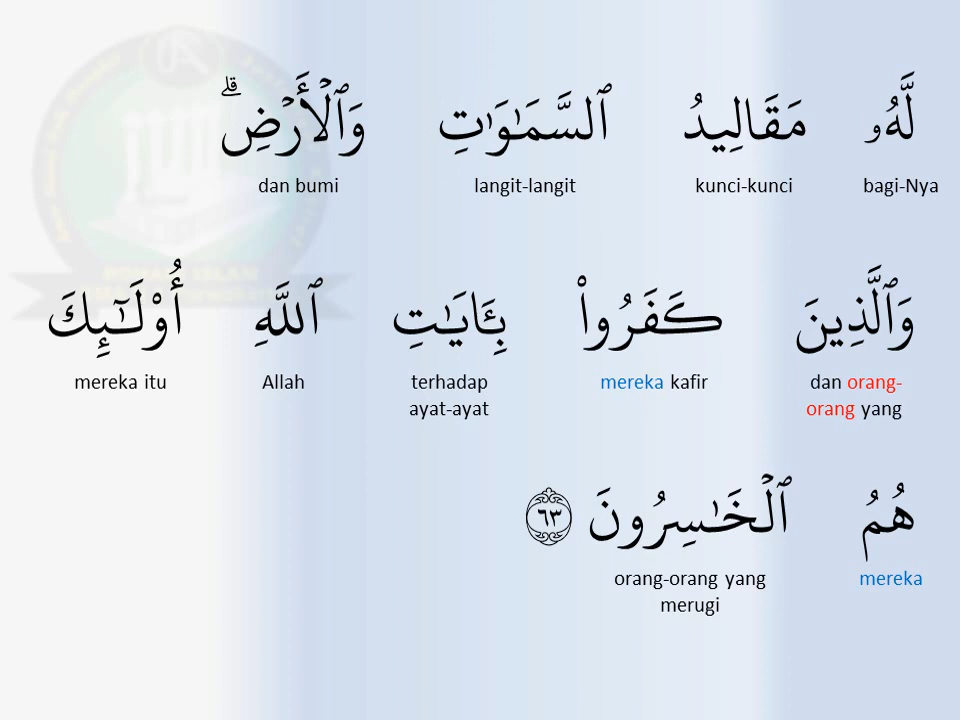 لَّهُۥ مَقَالِيدُ ٱلسَّمَـٰوَٰتِ وَٱلْأَرْضِ ۗ
bagi-Nya kunci-kunci langit-langit dan bumi
وَٱلَّذِينَ كَفَرُوا۟ بِـَٔايَـٰتِ ٱللَّهِ أُو۟لَـٰٓئِكَ
dan orang-orang yang mereka kafir terhadap ayat-ayat Allah mereka itu
هُمُ ٱلْخَـٰسِرُونَ ٦٣
mereka orang-orang yang merugi